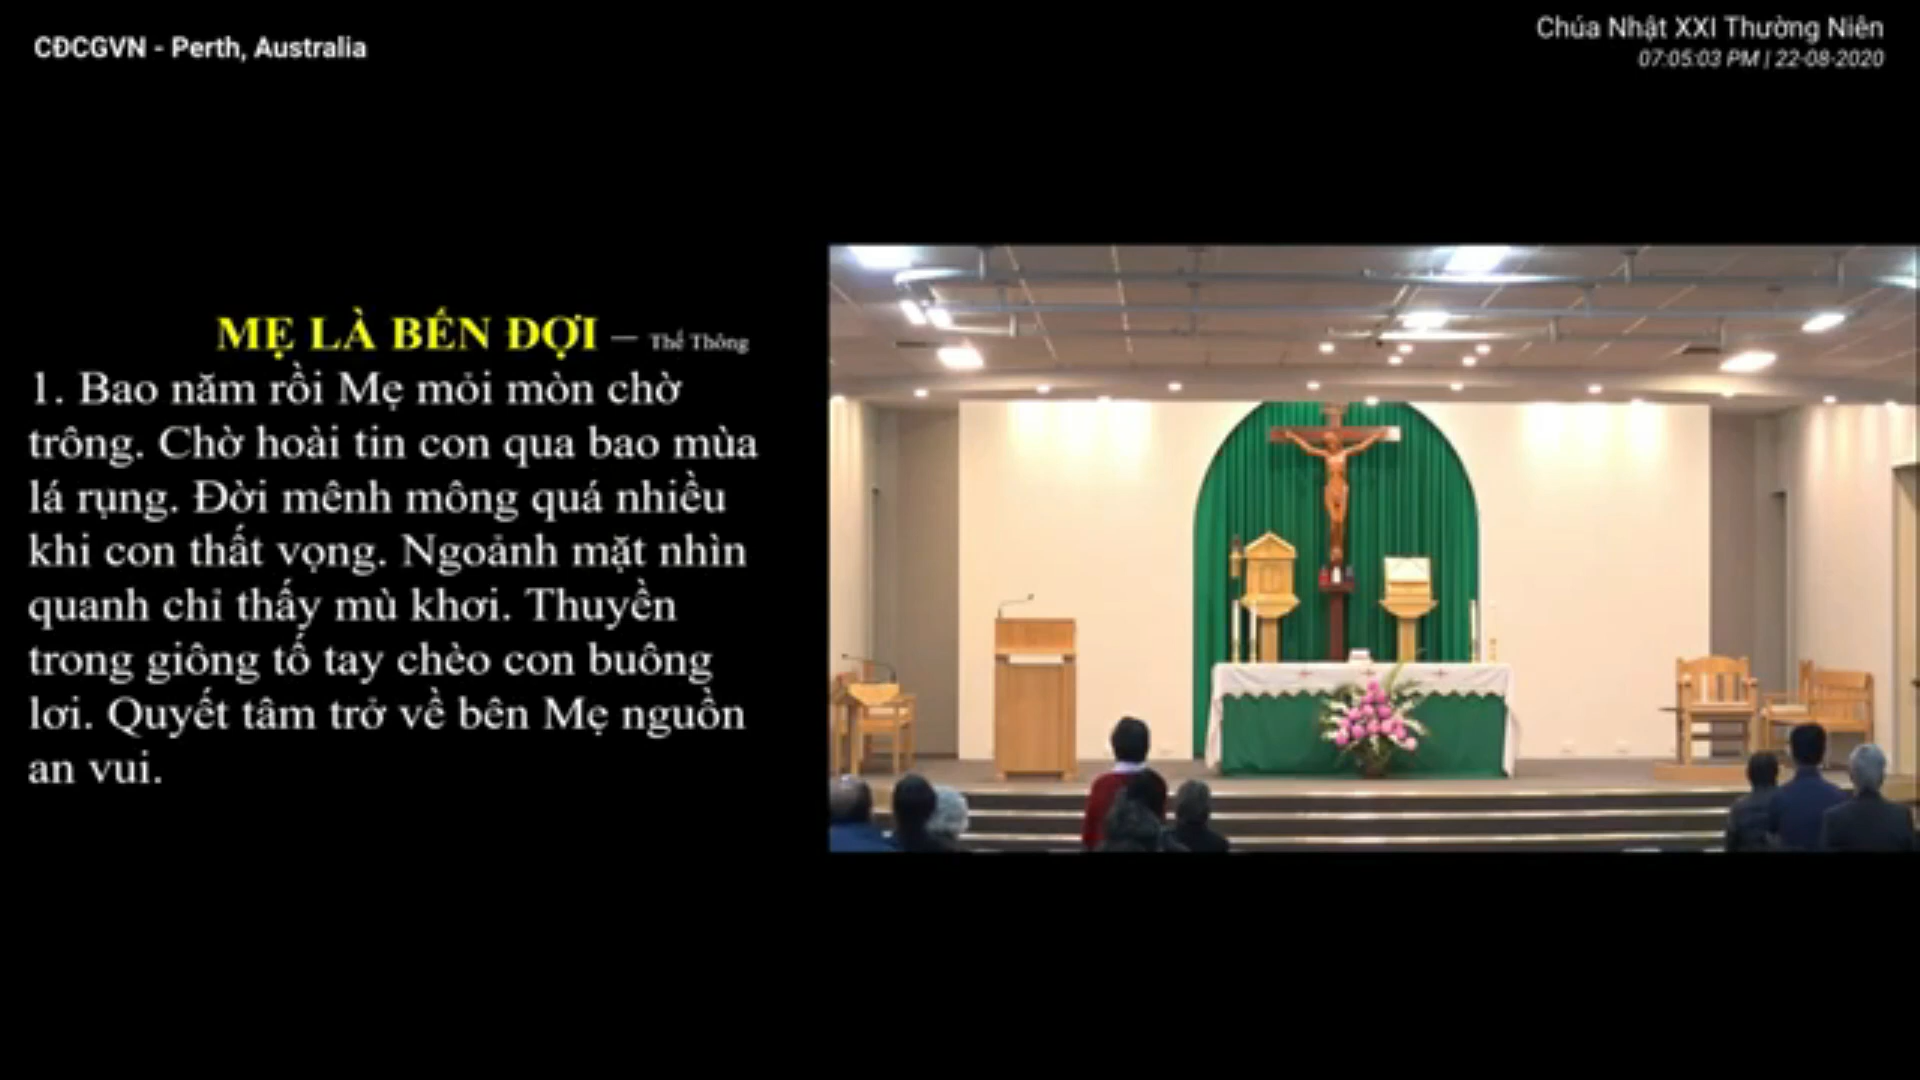 CĐCGVN - Perth, Australia
Chúa Nhật XXI Thường Niên
07:05:03 PM | 22-08-2020
MẸ LÀ BẾN ĐỢI – Thế Thông
1. Bao năm rồi Mẹ mỏi mòn chờ
trông. Chờ hoài tin con qua bao mùa
lá rụng. Đời mênh mông quá nhiều
khi con thất vọng. Ngoảnh mặt nhìn
quanh chỉ thấy mù khơi. Thuyền
trong giông tố tay chèo con buông
lơi. Quyết tâm trở về bên Mẹ nguồn
an vui.